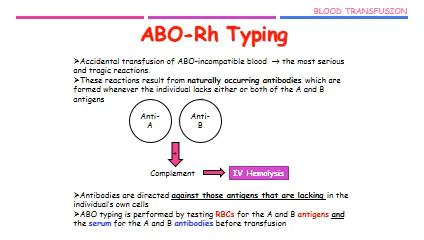 BLOOD TRANSFUSION
ABO-Rh Typing
➢Accidental transfusion of ABO-incompatible blood → the most serious
and tragic reactions.
➢These reactions result from naturally occurring antibodies which are
formed whenever the individual lacks either or both of the A and B
antigens
Anti-
A
Anti-
B
+
Complement
IV Hemolysis
➢Antibodies are directed against those antigens that are lacking in the
individual's own cells
➢ABO typing is performed by testing RBCs for the A and B antigens and
the serum for the A and B antibodies before transfusion